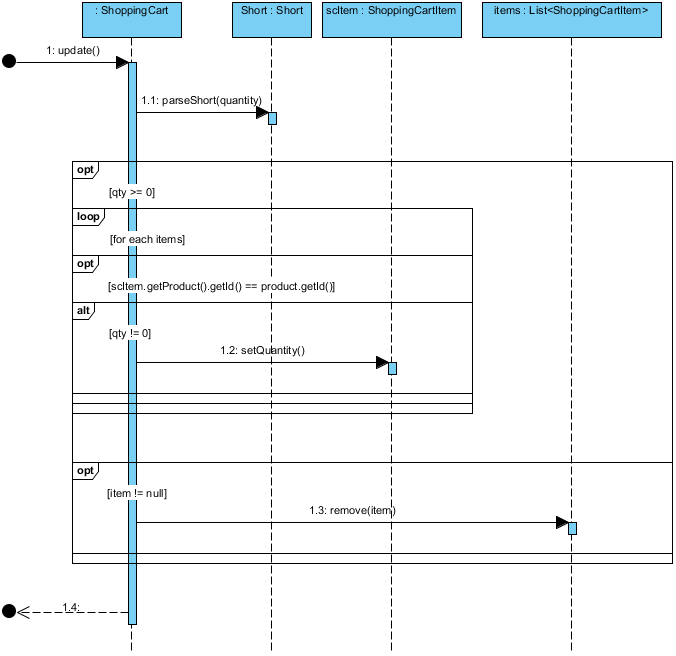 : ShoppingCart
Short : Short
scItem : ShoppingCartItem
items : List<ShoppingCartItem>
1: update()
1.1: parseShort(quantity)
opt
[qty >= 0]
loop
[for each items]
opt
[scItem.getProduct().getId() == product.getId()]
alt
[qty != 0]
1.2: setQuantity()
opt
[item != null]
1.3: remove(item)
1.4: